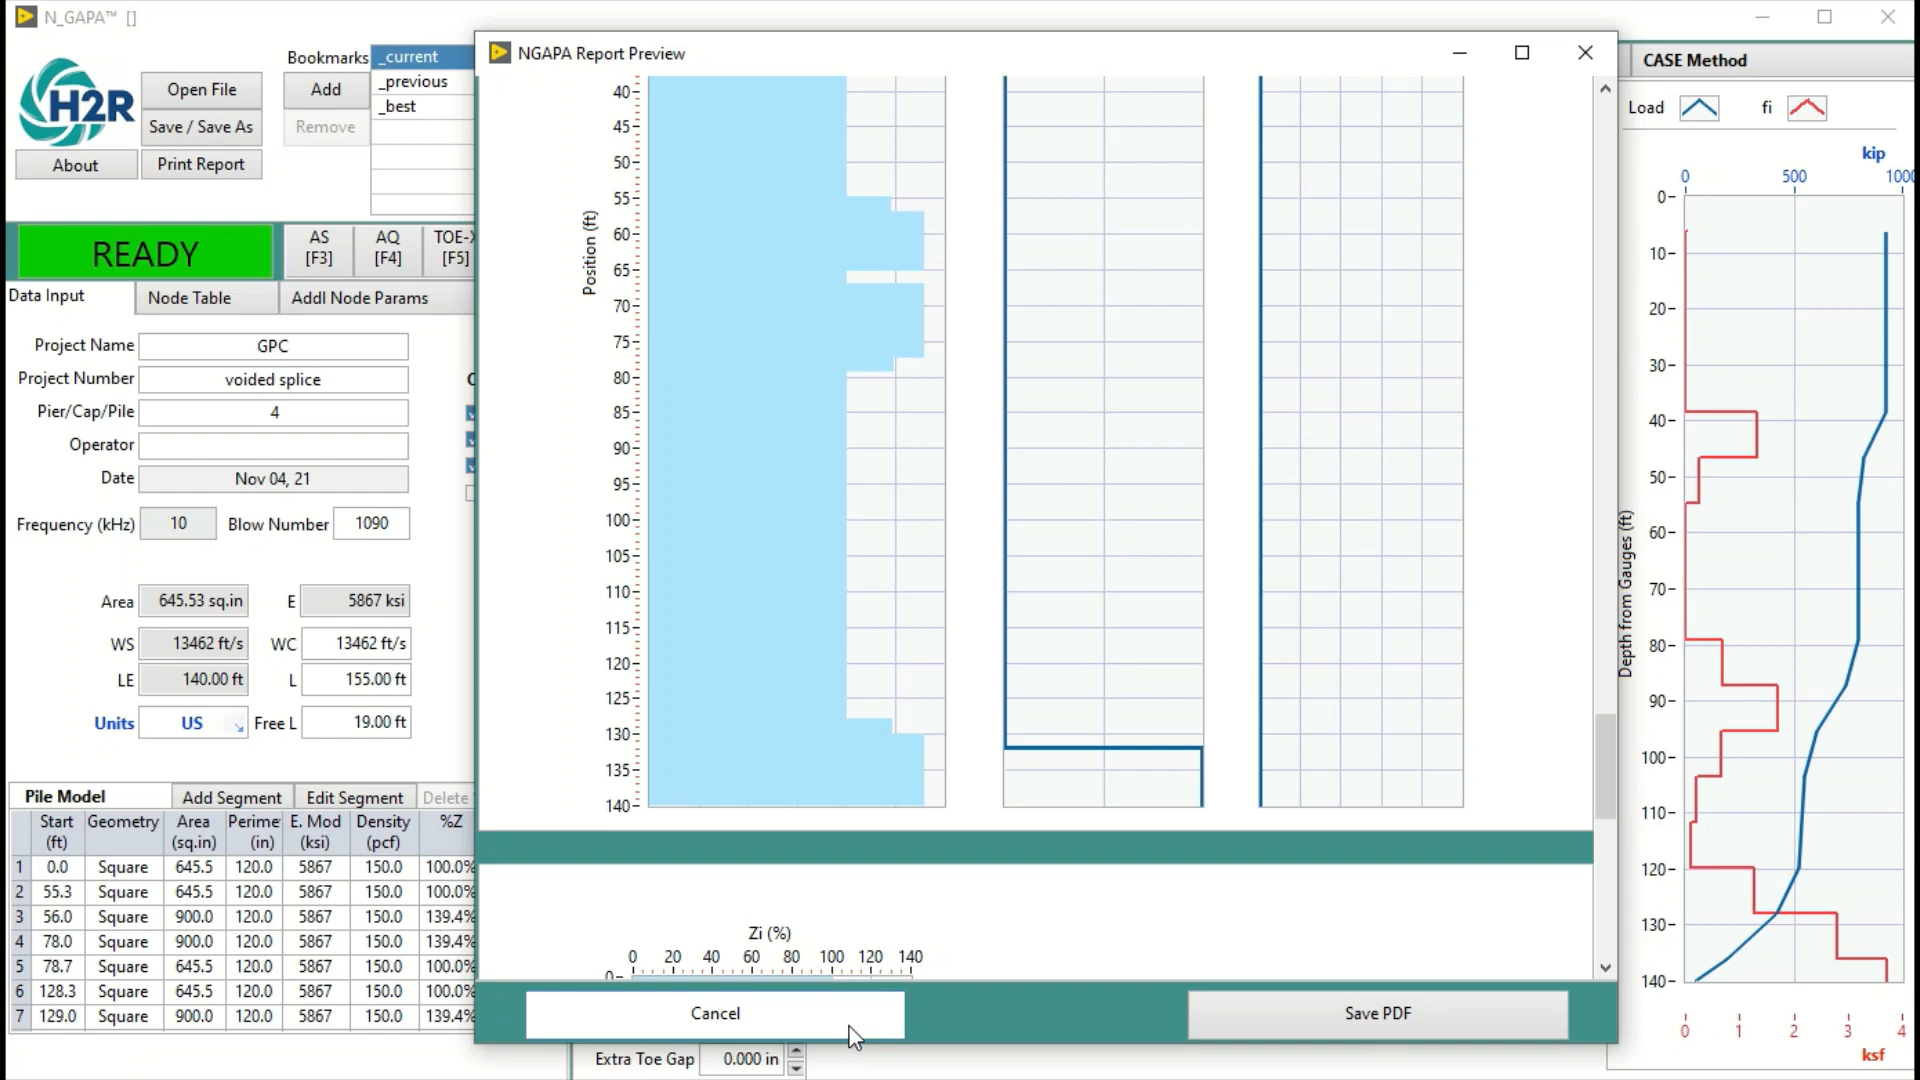 N_GAPA™ []
H2R
Open File
Save / Save As
About
Print Report
Bookmarks
Add
Remove
_current
_previous
_best
READY
AS
[F3]
AQ
[F4]
TOE-
[F5]
Data Input
Node Table
Addl Node Params
Project Name GPC
Project Number voided splice
Pier/Cap/Pile 4
Operator
Date Nov 04, 21
Frequency (kHz) 10 Blow Number 1090
Area 645.53 sq.in E 5867 ksi
WS 13462 ft/s WC 13462 ft/s
LE 140.00 ft L 155.00 ft
Units US Free L 19.00 ft
Pile Model Add Segment Edit Segment Delete
Start Geometry Area Perime E. Mod Density %Z
(ft) (sq.in) (in) (ksi) (pcf)
1 0.0 Square 645.5 120.0 5867 150.0 100.0%
2 55.3 Square 645.5 120.0 5867 150.0 100.0%
3 56.0 Square 900.0 120.0 5867 150.0 139.4%
4 78.0 Square 900.0 120.0 5867 150.0 139.4%
5 78.7 Square 645.5 120.0 5867 150.0 100.0%
6 128.3 Square 645.5 120.0 5867 150.0 100.0%
7 129.0 Square 900.0 120.0 5867 150.0 139.4%
NGAPA Report Preview
Position (ft)
40
45
50
55
60
65
70
75
80
85
90
95
100
105
110
115
120
125
130
135
140
Zi (%)
0 20 40 60 80 100 120 140
0
Cancel
Save PDF
Extra Toe Gap 0.000 in
CASE Method
Load fi
kip
0 500 1000
Depth from Gauges (ft)
0
10
20
30
40
50
60
70
80
90
100
110
120
130
140
0 1 2 3 4
ksf